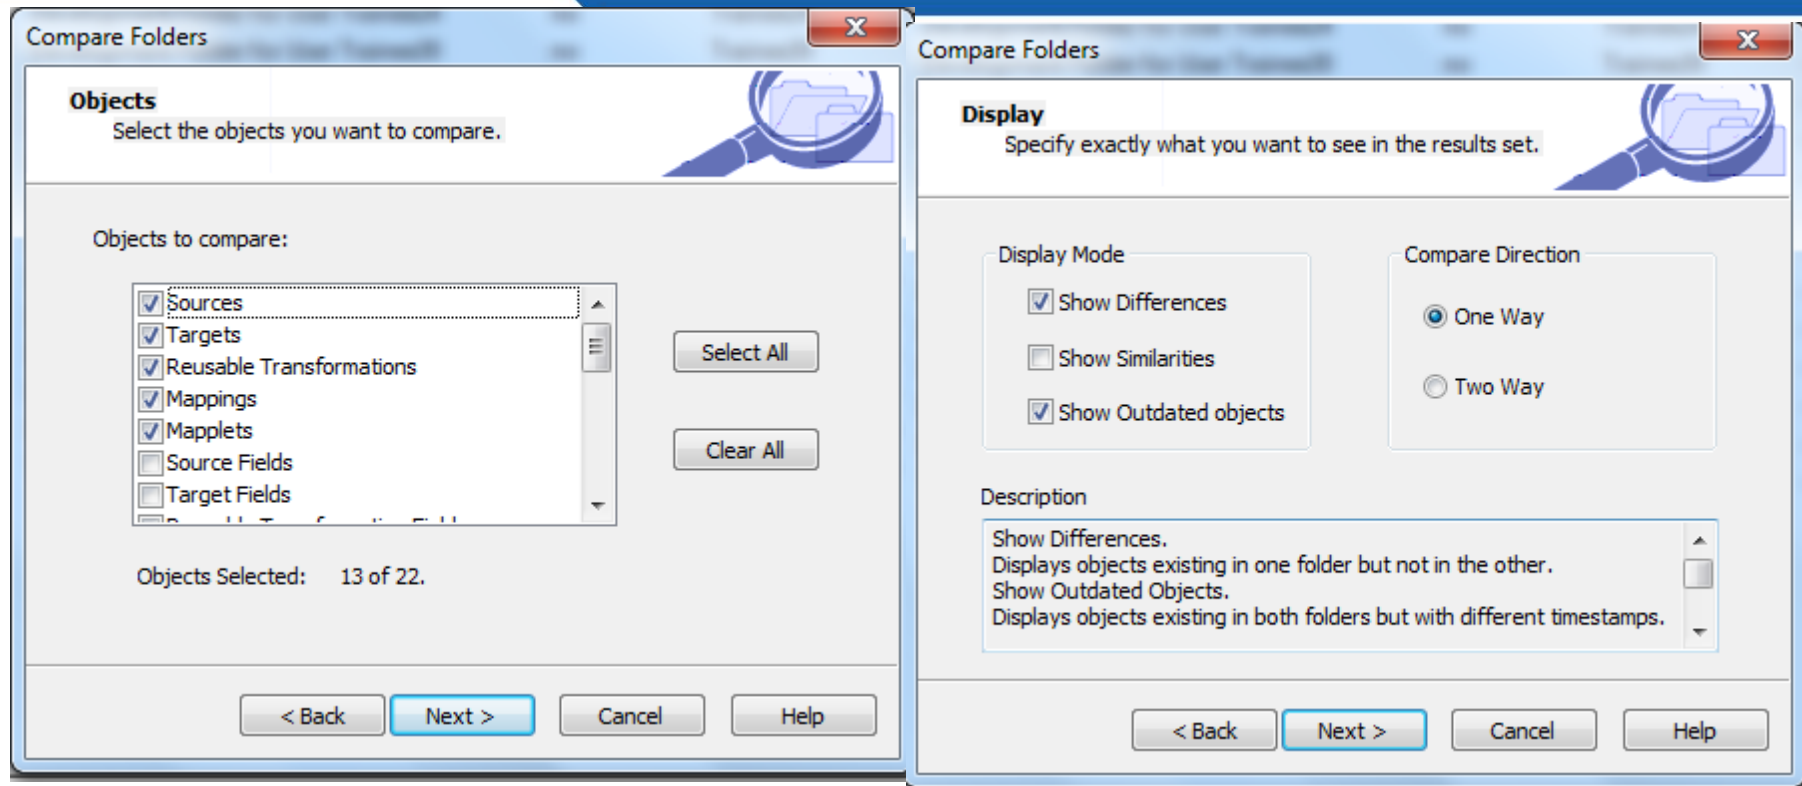 Compare Folders
Objects
Select the objects you want to compare.
Objects to compare:
Sources
Targets
Reusable Transformations
Mappings
Mapplets
Source Fields
Target Fields
Select All
Clear All
Objects Selected: 13 of 22.
< Back Next > Cancel Help
Compare Folders
Display
Specify exactly what you want to see in the results set.
Display Mode
Show Differences
Show Similarities
Show Outdated objects
Compare Direction
One Way
Two Way
Description
Show Differences.
Displays objects existing in one folder but not in the other.
Show Outdated Objects.
Displays objects existing in both folders but with different timestamps.
< Back Next > Cancel Help